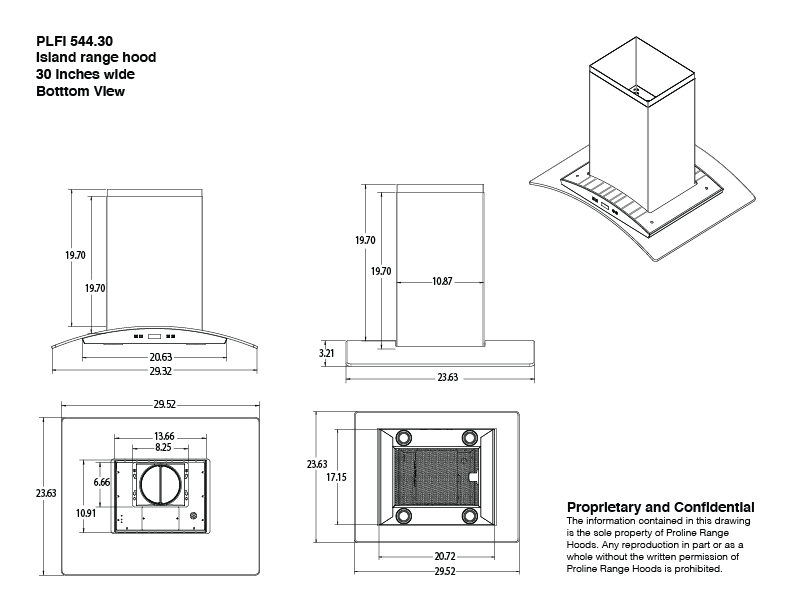 PLFI 544.30
Island range hood
30 inches wide
Botttom View
19.70
19.70
20.63
29.32
19.70
19.70
10.87
3.21
23.63
29.52
13.66
8.25
6.66
10.91
23.63
23.63
17.15
20.72
29.52
Proprietary and Confidential
The information contained in this drawing
is the sole property of Proline Range
Hoods. Any reproduction in part or as a
whole without the written permission of
Proline Range Hoods is prohibited.